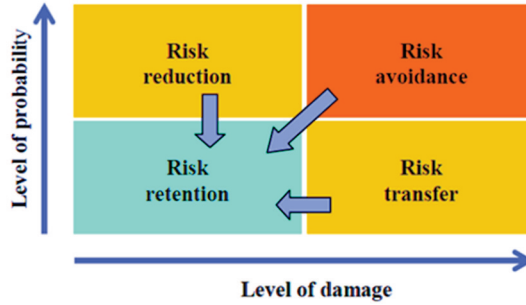 Level of probability
Risk
reduction
Risk
avoidance
Risk
retention
Risk
transfer
Level of damage